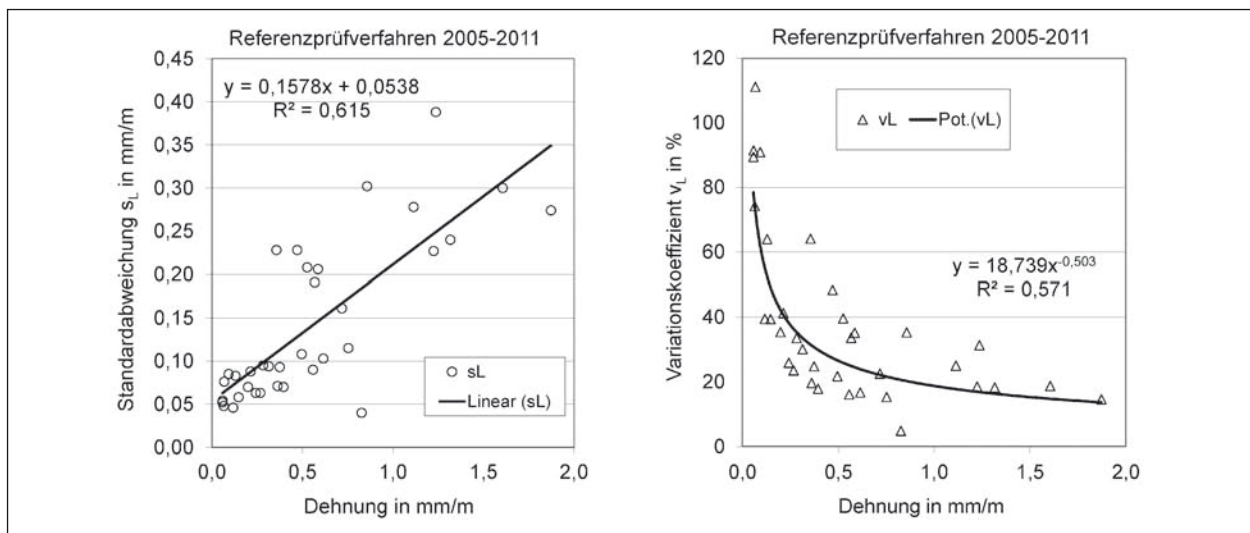 Referenzprüfverfahren 2005-2011
0,45
0,40
0,35
0,30
0,25
0,20
0,15
0,10
0,05
0,00
Standardabweichung sL in mm/m
y = 0,1578x + 0,0538
R² = 0,615
sL
Linear (sL)
0,0 0,5 1,0 1,5 2,0
Dehnung in mm/m
Referenzprüfverfahren 2005-2011
120
100
80
60
40
20
0
Variationskoeffizient vL in %
vL Pot.(vL)
y = 18,739x-0,503
R² = 0,571
0,0 0,5 1,0 1,5 2,0
Dehnung in mm/m